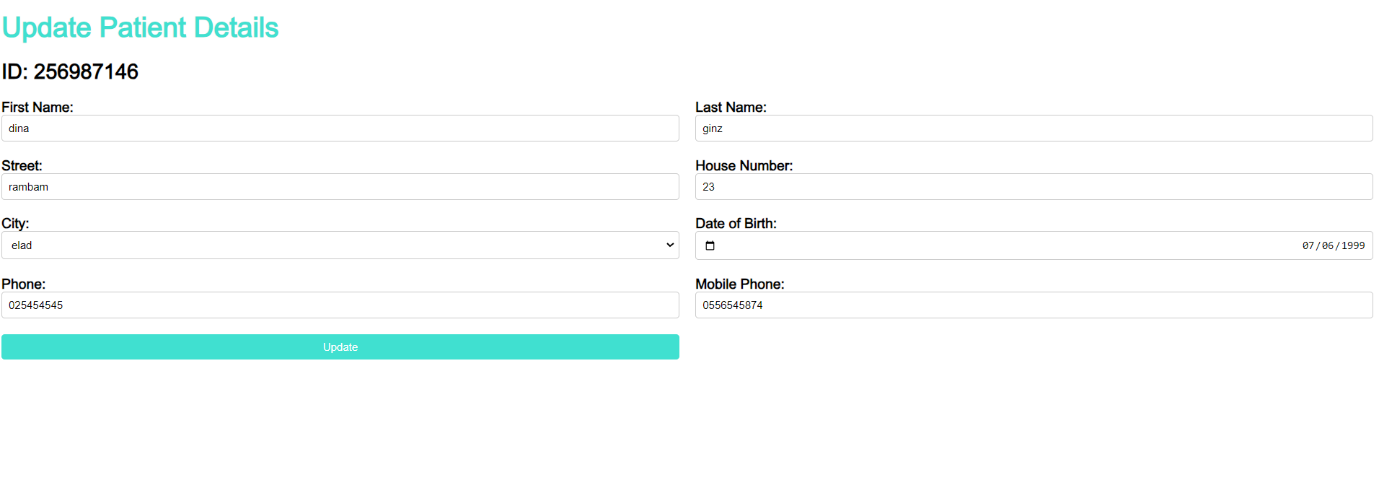 Update Patient Details
ID: 256987146
First Name: Last Name:
dina ginz
Street: House Number:
rambam 23
City: Date of Birth:
elad 07/06/1999
Phone: Mobile Phone:
025454545 0556545874
Update